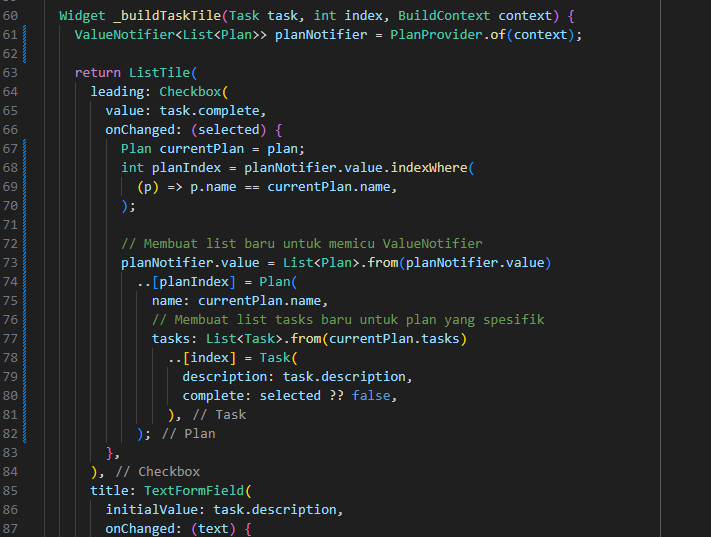 60 Widget _buildTaskTile(Task task, int index, BuildContext context) {
61 ValueNotifier<List<Plan>> planNotifier = PlanProvider.of(context);
62
63 return ListTile(
64 leading: Checkbox(
65 value: task.complete,
66 onChanged: (selected) {
67 Plan currentPlan = plan;
68 int planIndex = planNotifier.value.indexWhere(
69 (p) => p.name == currentPlan.name,
70 );
71
72 // Membuat list baru untuk memicu ValueNotifier
73 planNotifier.value = List<Plan>.from(planNotifier.value)
74 ..[planIndex] = Plan(
75 name: currentPlan.name,
76 // Membuat list tasks baru untuk plan yang spesifik
77 tasks: List<Task>.from(currentPlan.tasks)
78 ..[index] = Task(
79 description: task.description,
80 complete: selected ?? false,
81 ), // Task
82 ); // Plan
83 },
84 ), // Checkbox
85 title: TextFormField(
86 initialValue: task.description,
87 onChanged: (text) {